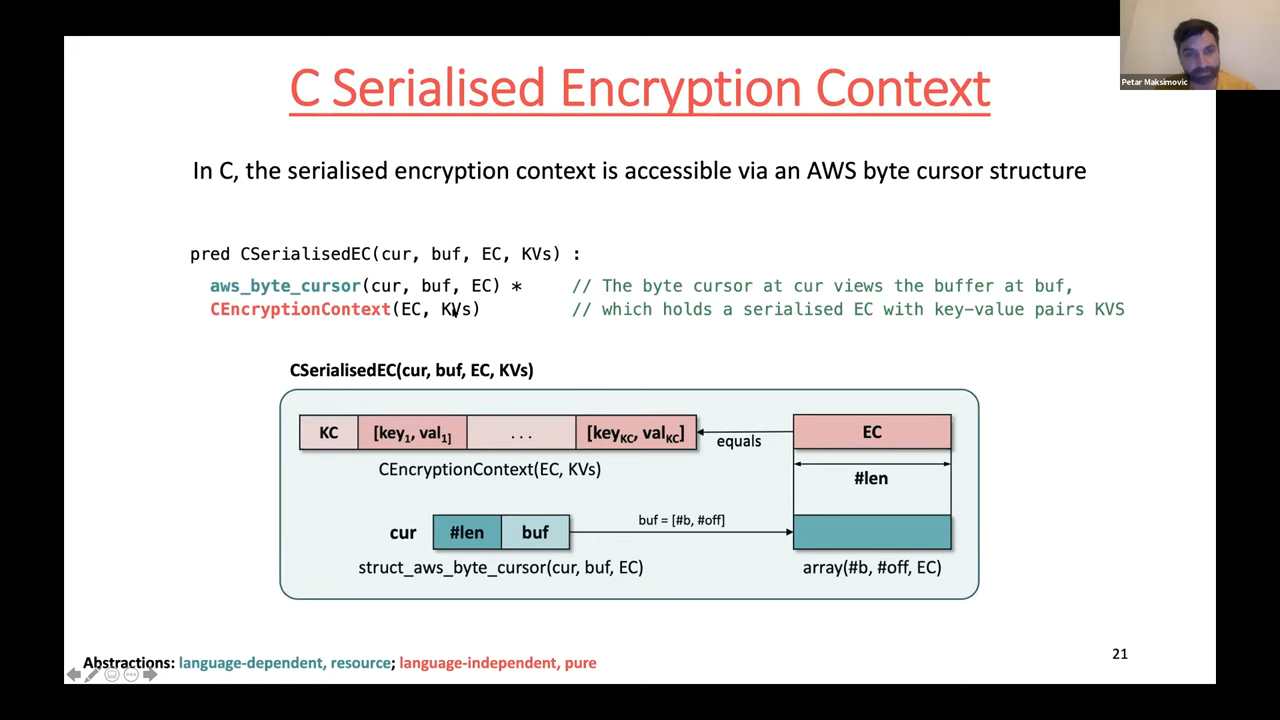 Petar Maksimovic
C Serialised Encryption Context
In C, the serialised encryption context is accessible via an AWS byte cursor structure
pred CSerialisedEC(cur, buf, EC, KVs) :
aws_byte_cursor(cur, buf, EC) * // The byte cursor at cur views the buffer at buf,
CEncryptionContext(EC, KVs) // which holds a serialised EC with key-value pairs KVS
CSerialisedEC(cur, buf, EC, KVs)
KC [key1, val1] ... [keyKC, valKC] equals EC
CEncryptionContext(EC, KVs) #len
cur #len buf buf = [#b, #off]
struct_aws_byte_cursor(cur, buf, EC) array(#b, #off, EC)
Abstractions: language-dependent, resource; language-independent, pure
21